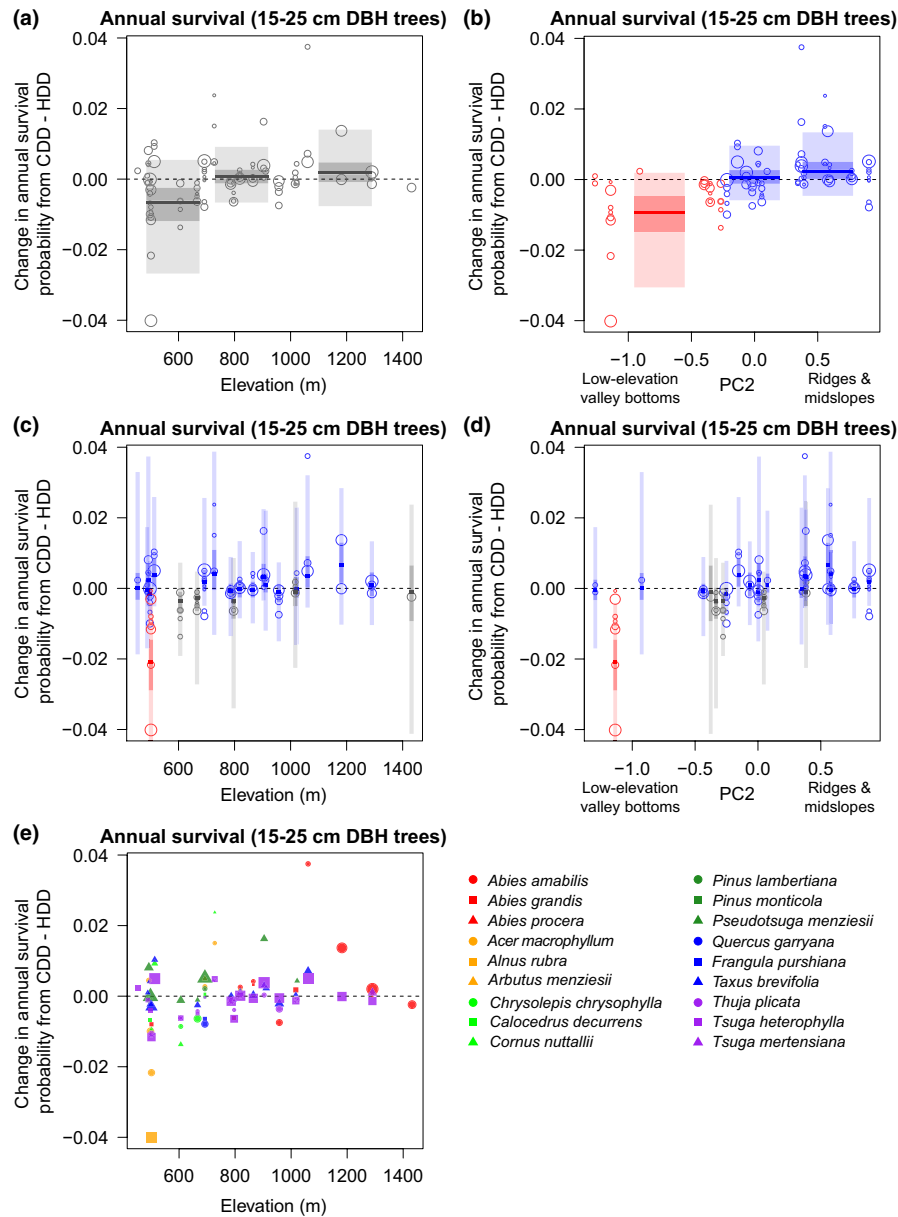 (a) Annual survival (15-25 cm DBH trees)
Change in annual survival
probability from CDD - HDD
0.04
0.02
0.00
−0.02
−0.04
600 800 1000 1200 1400
Elevation (m)
(b) Annual survival (15-25 cm DBH trees)
Change in annual survival
probability from CDD - HDD
0.04
0.02
0.00
−0.02
−0.04
−1.0 −0.5 0.0 0.5
Low-elevation
valley bottoms
PC2
Ridges &
midslopes
(c) Annual survival (15-25 cm DBH trees)
Change in annual survival
probability from CDD - HDD
0.04
0.02
0.00
−0.02
−0.04
600 800 1000 1200 1400
Elevation (m)
(d) Annual survival (15-25 cm DBH trees)
Change in annual survival
probability from CDD - HDD
0.04
0.02
0.00
−0.02
−0.04
−1.0 −0.5 0.0 0.5
Low-elevation
valley bottoms
PC2
Ridges &
midslopes
(e) Annual survival (15-25 cm DBH trees)
Change in annual survival
probability from CDD - HDD
0.04
0.02
0.00
−0.02
−0.04
600 800 1000 1200 1400
Elevation (m)
Abies amabilis
Abies grandis
Abies procera
Acer macrophyllum
Alnus rubra
Arbutus menziesii
Chrysolepis chrysophylla
Calocedrus decurrens
Cornus nuttallii
Pinus lambertiana
Pinus monticola
Pseudotsuga menziesii
Quercus garryana
Frangula purshiana
Taxus brevifolia
Thuja plicata
Tsuga heterophylla
Tsuga mertensiana